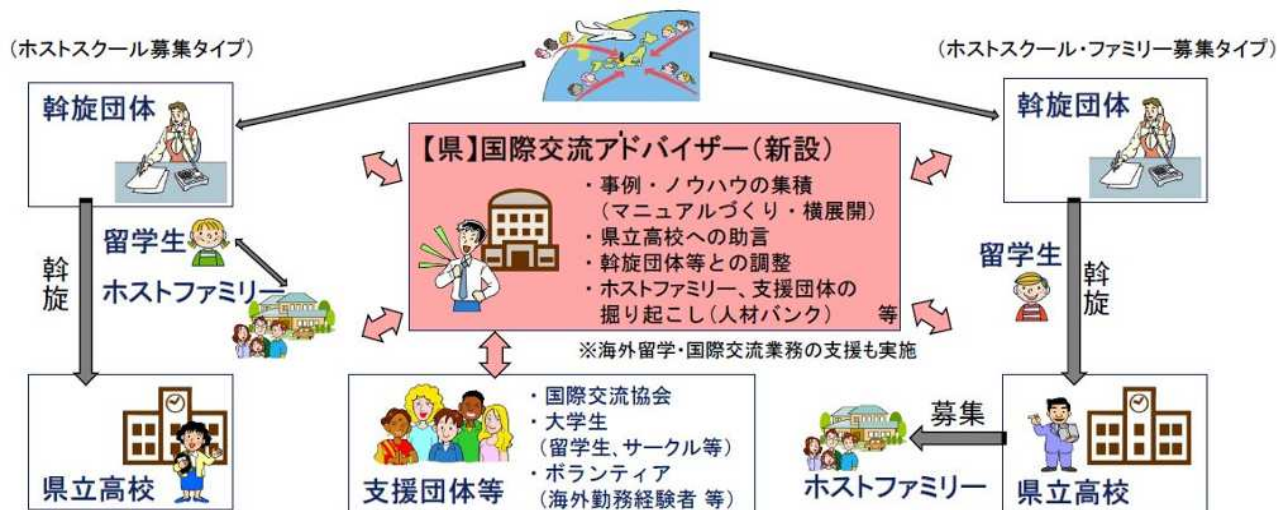 (ホストスクール募集タイプ)
(ホストスクール・ファミリー募集タイプ)
斡旋団体
斡旋
留学生
ホストファミリー
県立高校
【県】国際交流アドバイザー(新設)
・事例・ノウハウの集積
(マニュアルづくり・横展開)
・県立高校への助言
・斡旋団体等との調整
・ホストファミリー、支援団体の
掘り起こし(人材バンク) 等
※海外留学・国際交流業務の支援も実施
支援団体等
・国際交流協会
・大学生
(留学生、サークル等)
・ボランティア
(海外勤務経験者 等)
斡旋団体
留学生
斡旋
募集
ホストファミリー
県立高校